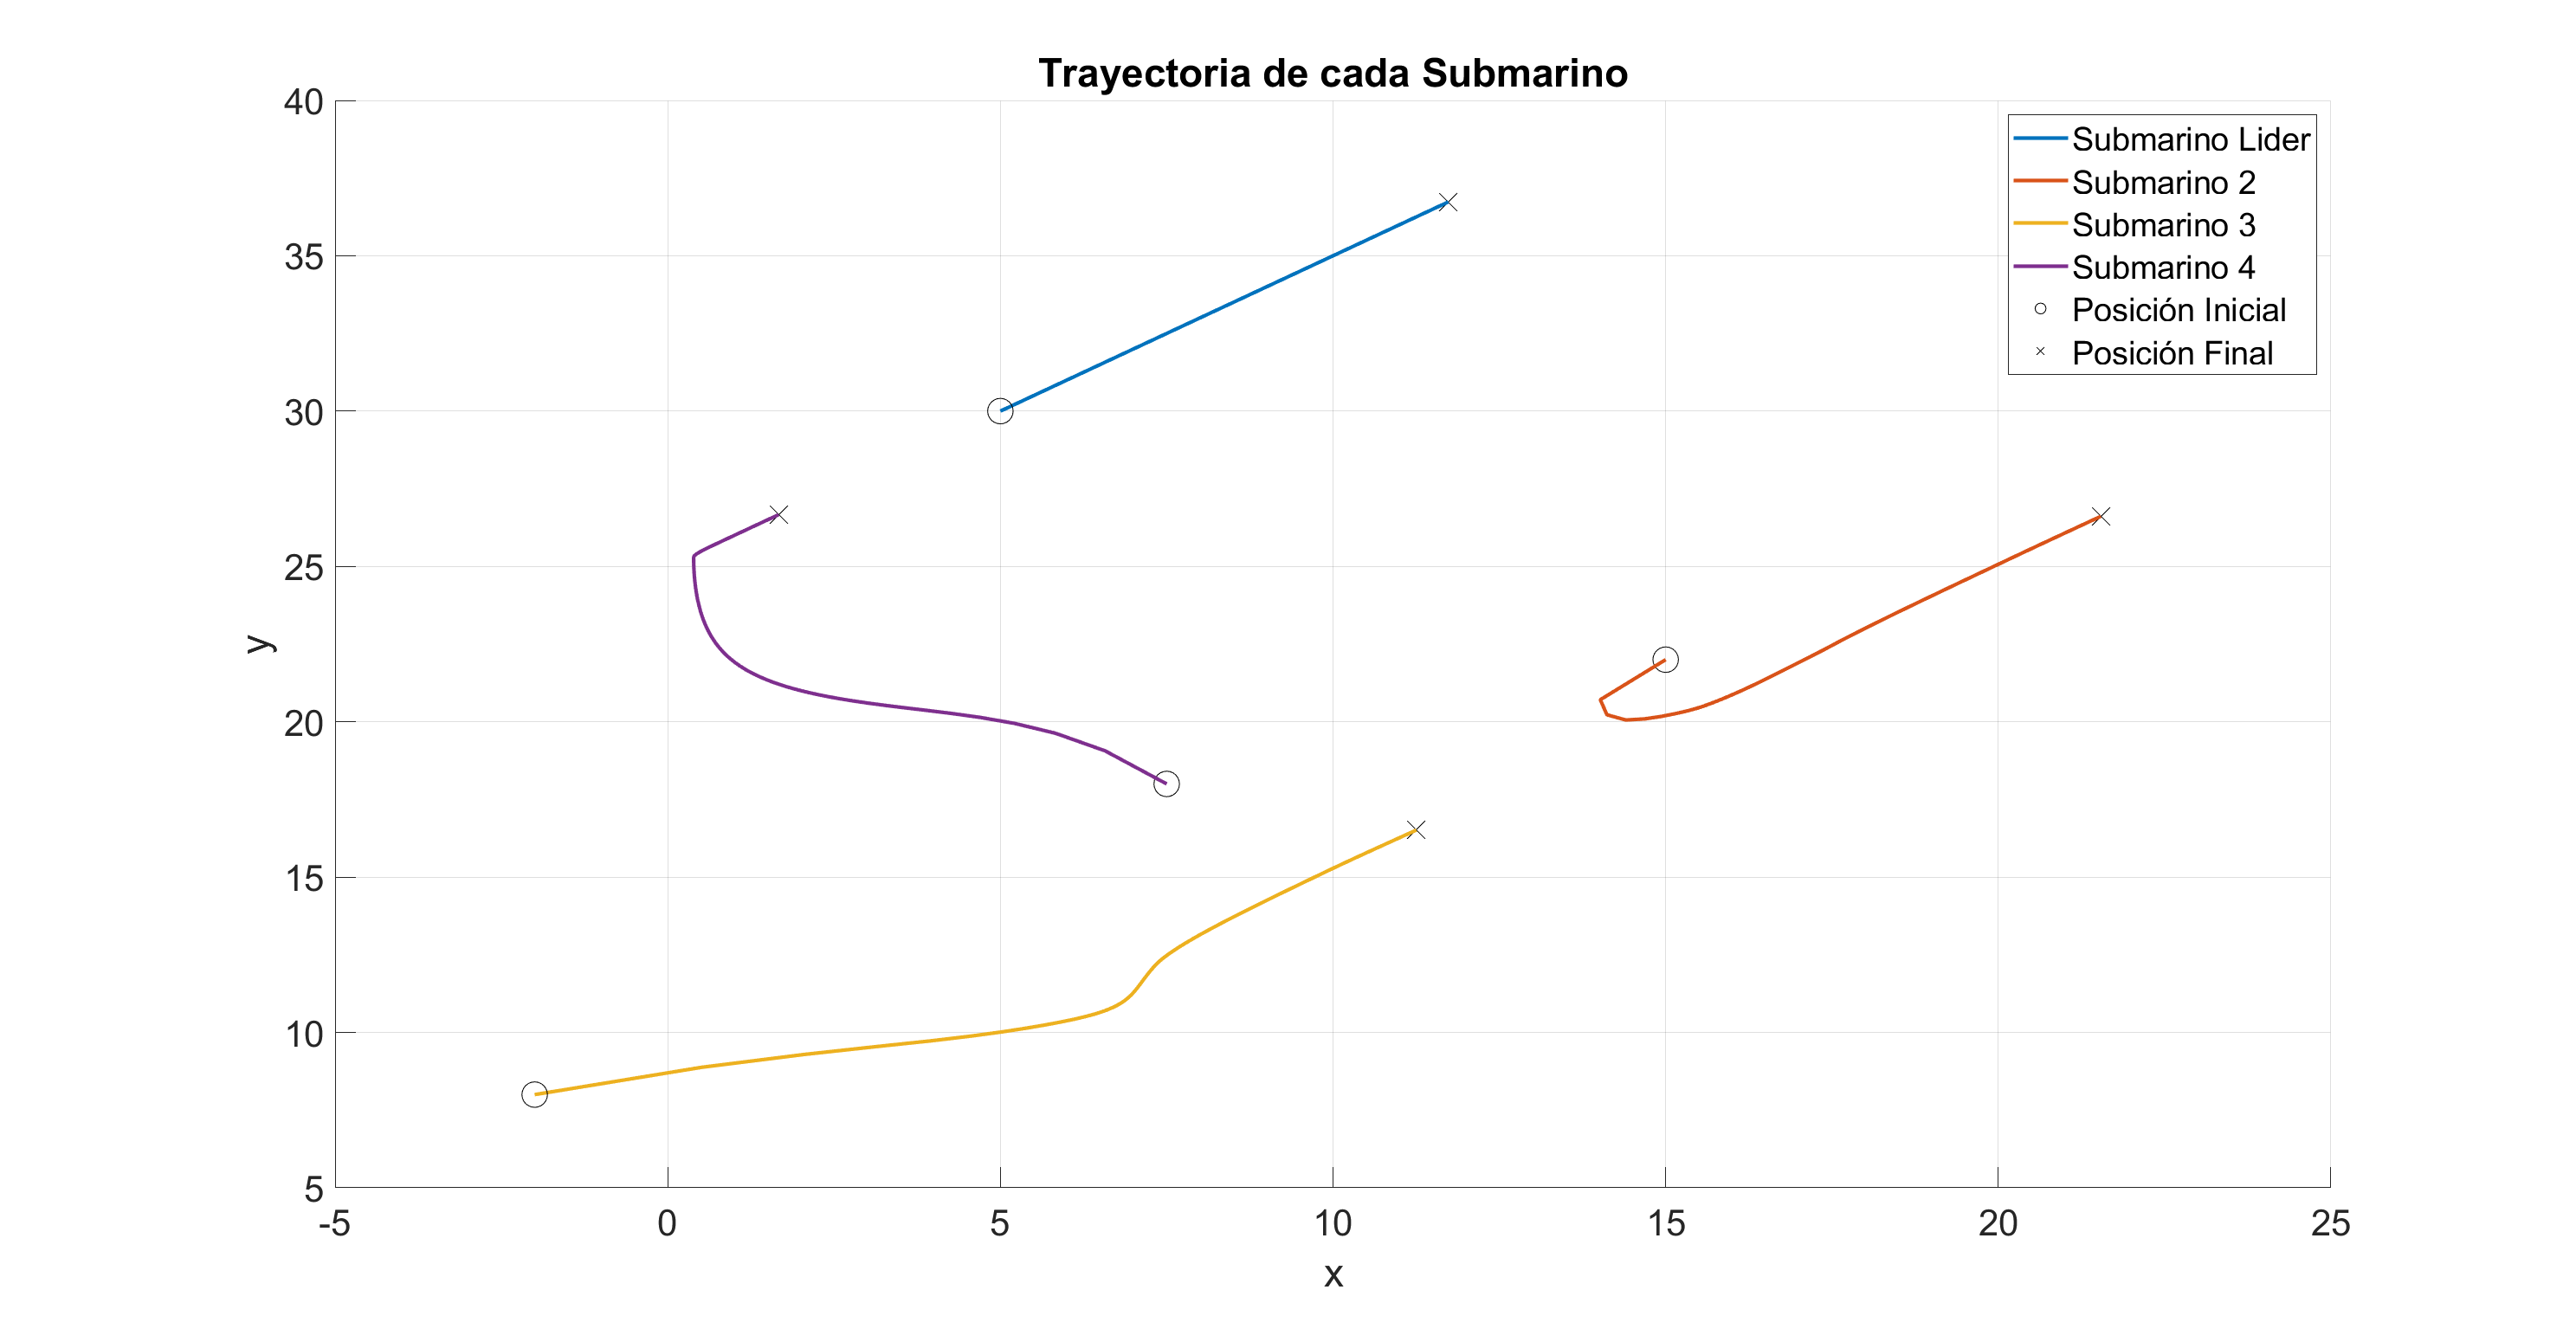 Trayectoria de cada Submarino
40
35
30
25
20
15
10
5
y
-5 0 5 10 15 20 25
x
Submarino Lider
Submarino 2
Submarino 3
Submarino 4
Posición Inicial
Posición Final